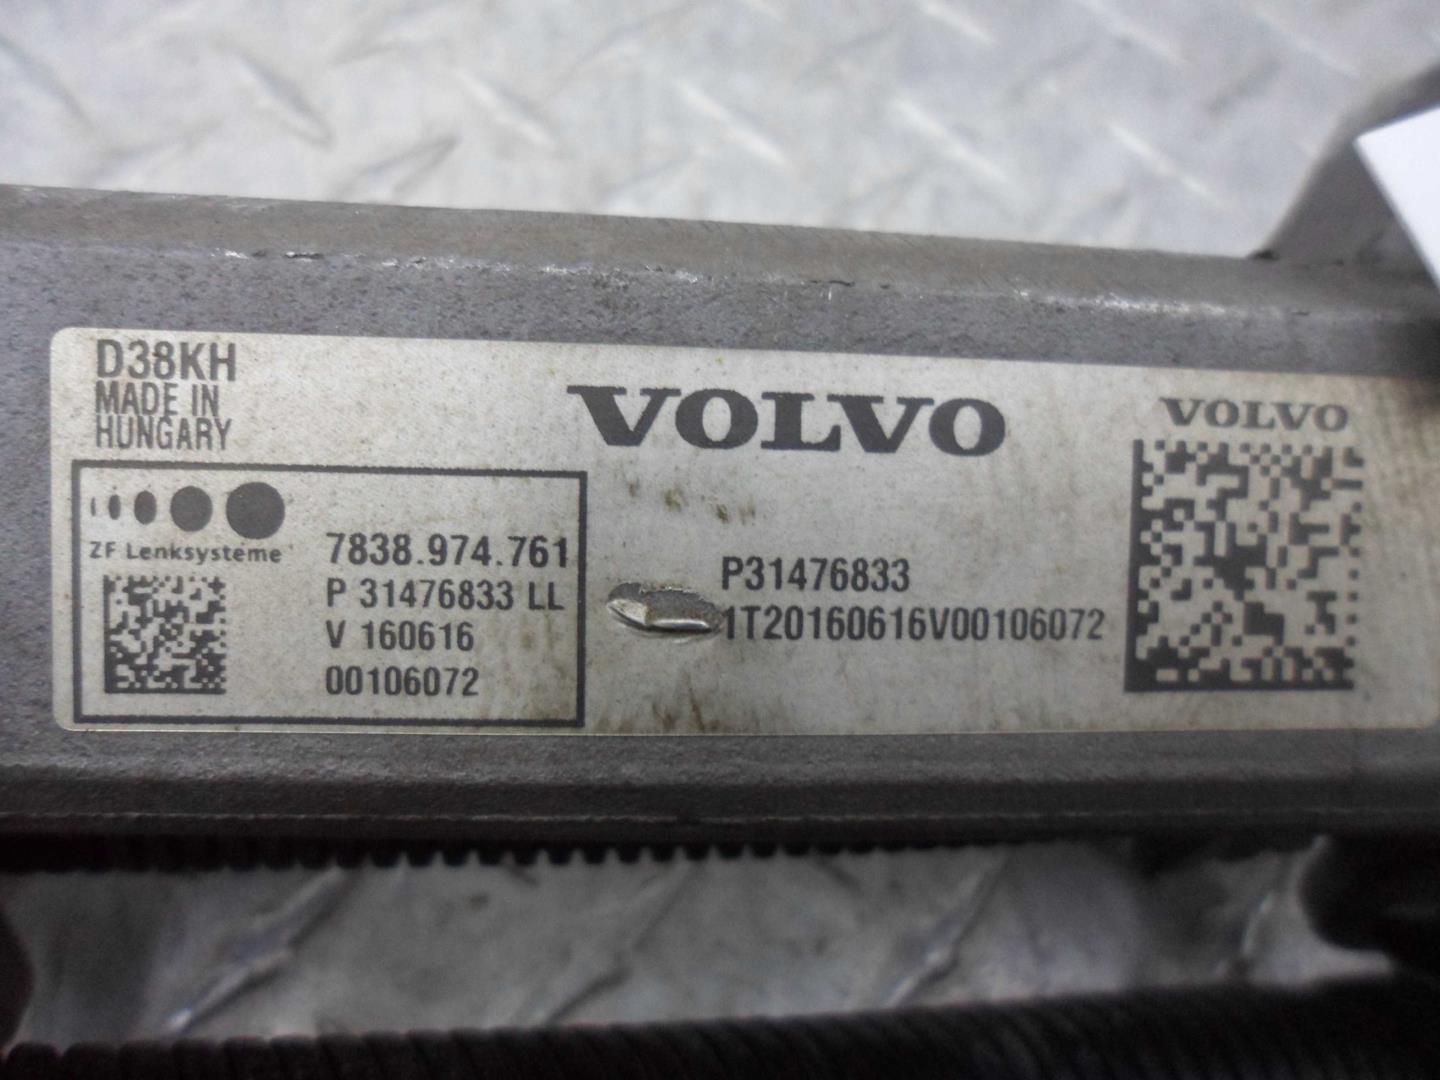 D38KH
MADE IN
HUNGARY
ZF Lenksysteme
7838.974.761
P 31476833 LL
V 160616
00106072
VOLVO
P31476833
1T20160616V00106072
VOLVO